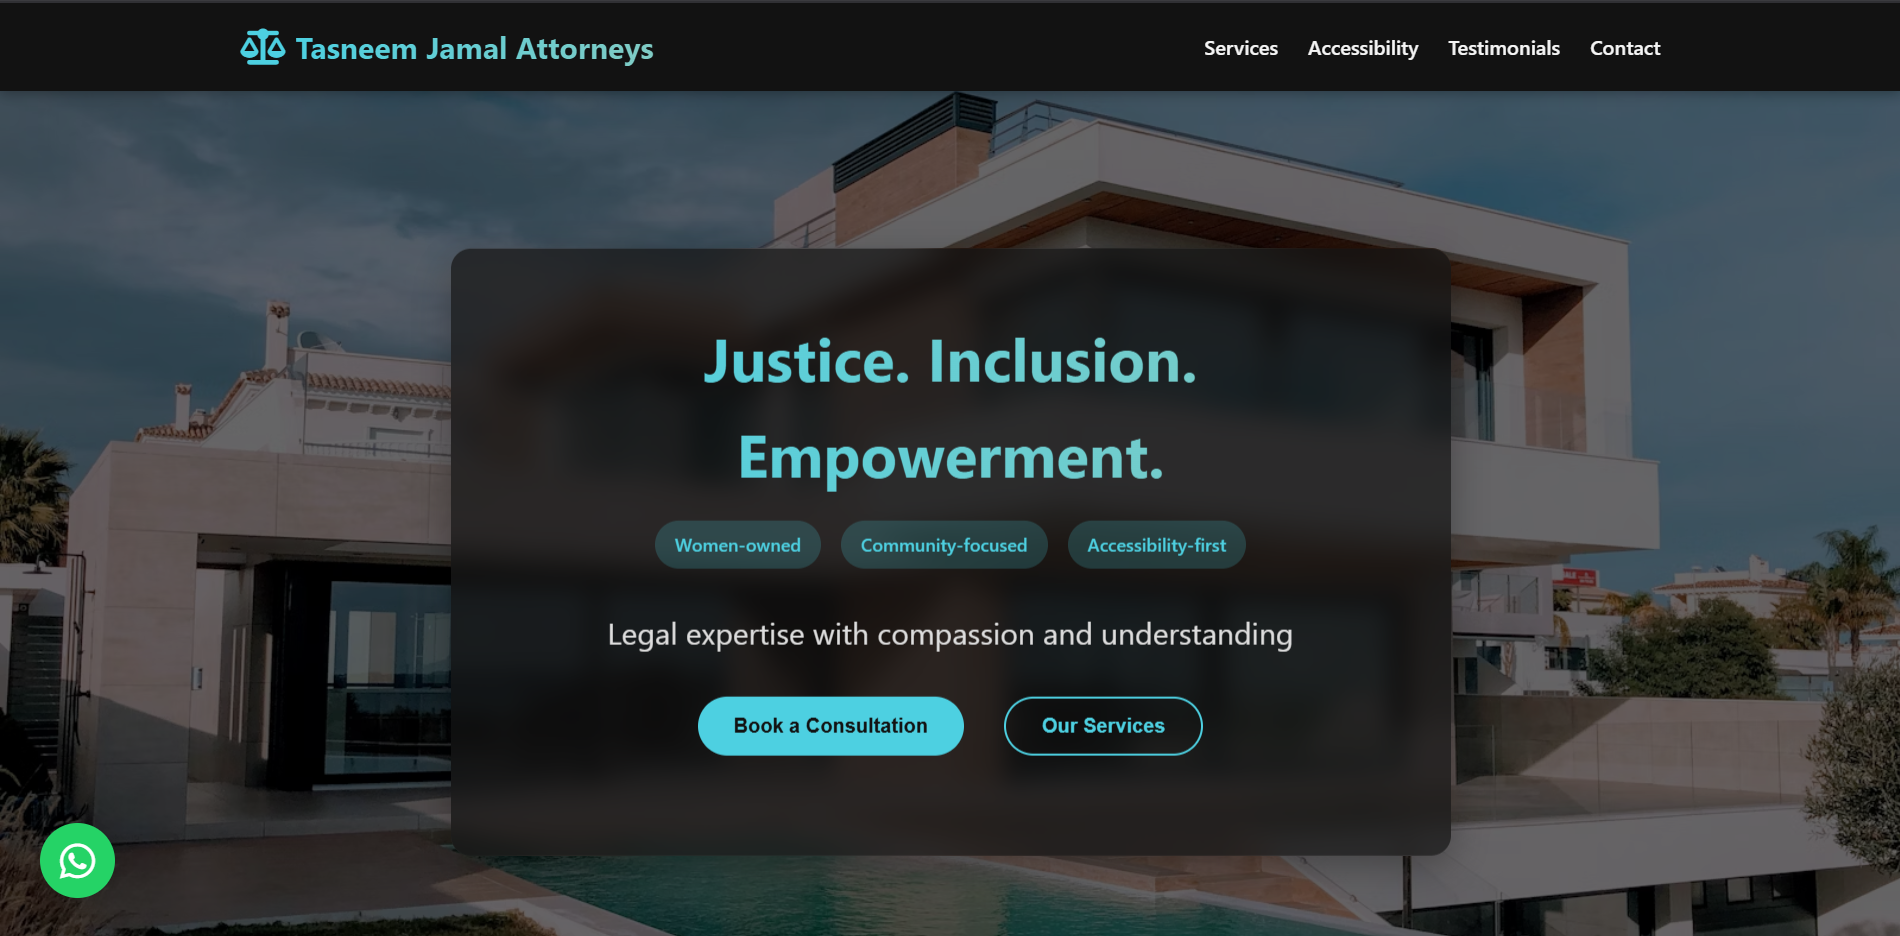 Tasneem Jamal Attorneys
Services Accessibility Testimonials Contact
Justice. Inclusion.
Empowerment.
Women-owned Community-focused Accessibility-first
Legal expertise with compassion and understanding
Book a Consultation Our Services